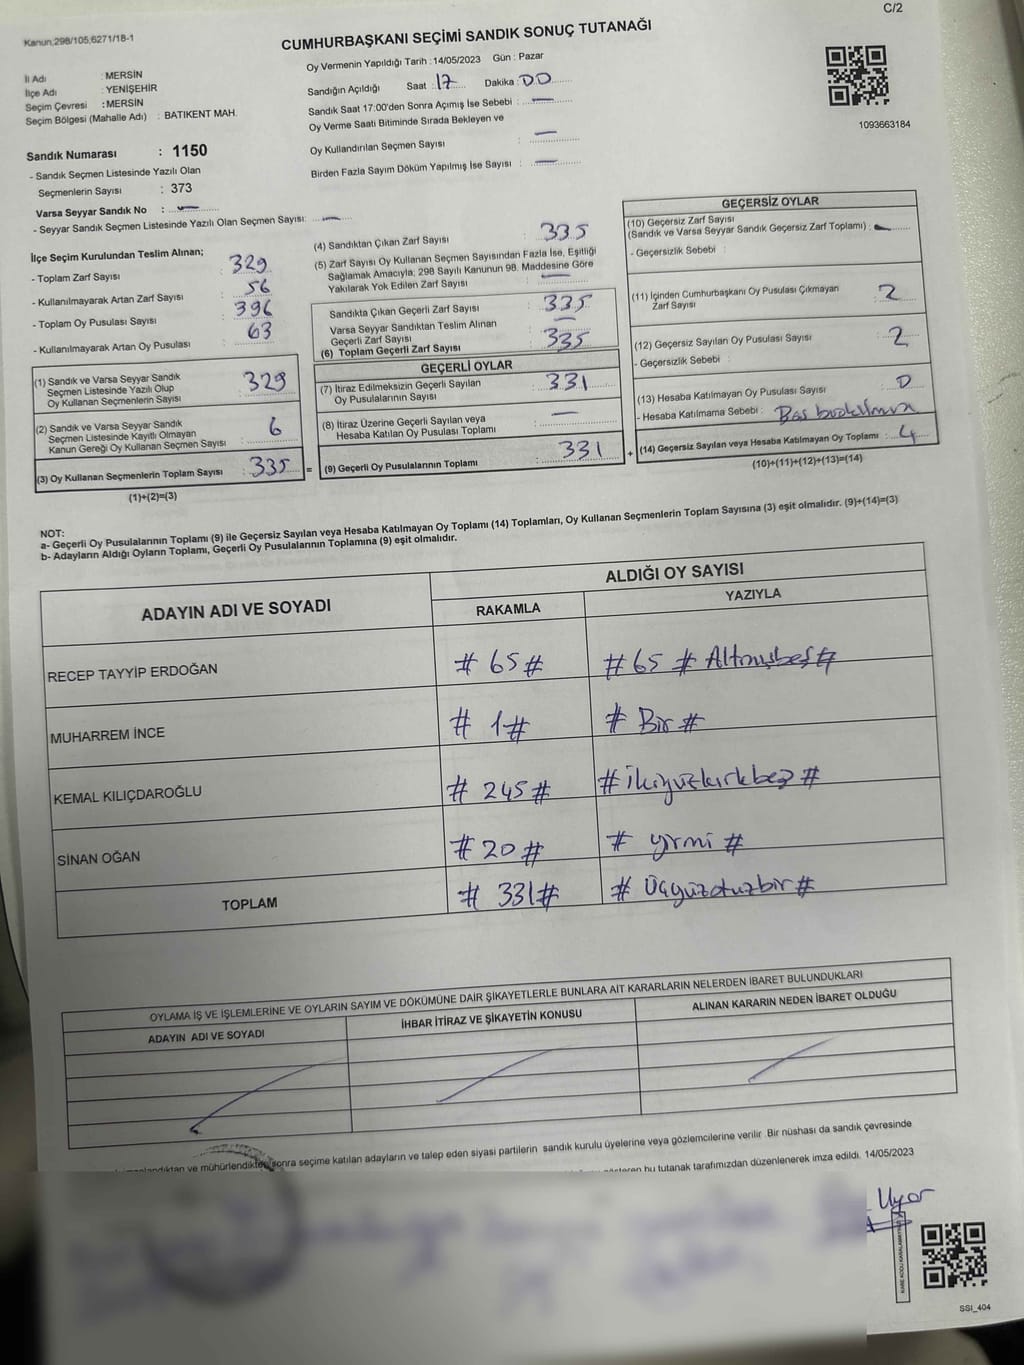 C/2
Kanun,298/105,6271/18-1
CUMHURBAŞKANI SEÇİMİ SANDIK SONUÇ TUTANAĞI
İl Adı : MERSİN
İlçe Adı : YENİŞEHİR
Seçim Çevresi : MERSİN
Seçim Bölgesi (Mahalle Adı) : BATIKENT MAH.
Oy Vermenin Yapıldığı Tarih : 14/05/2023 Gün : Pazar
Sandığın Açıldığı Saat : 17 Dakika : 00
Sandık Saat 17:00'den Sonra Açımış İse Sebebi : —
Oy Verme Saati Bitiminde Sırada Bekleyen ve
Oy Kullandırılan Seçmen Sayısı : —
Birden Fazla Sayım Döküm Yapılmış İse Sayısı : —
1093663184
Sandık Numarası : 1150
- Sandık Seçmen Listesinde Yazılı Olan
Seçmenlerin Sayısı : 373
Varsa Seyyar Sandık No : —
- Seyyar Sandık Seçmen Listesinde Yazılı Olan Seçmen Sayısı: —
İlçe Seçim Kurulundan Teslim Alınan;
- Toplam Zarf Sayısı : 329
- Kullanılmayarak Artan Zarf Sayısı : 56
- Toplam Oy Pusulası Sayısı : 396
- Kullanılmayarak Artan Oy Pusulası : 63
(1) Sandık ve Varsa Seyyar Sandık
Seçmen Listesinde Yazılı Olup
Oy Kullanan Seçmenlerin Sayısı : 329
(2) Sandık ve Varsa Seyyar Sandık
Seçmen Listesinde Kayıtlı Olmayan
Kanun Gereği Oy Kullanan Seçmen Sayısı : 6
(3) Oy Kullanan Seçmenlerin Toplam Sayısı : 335 =
(1)+(2)=(3)
(4) Sandıktan Çıkan Zarf Sayısı : 335
(5) Zarf Sayısı Oy Kullanan Seçmen Sayısından Fazla İse, Eşitliği
Sağlamak Amacıyla; 298 Sayılı Kanunun 98. Maddesine Göre
Yakılarak Yok Edilen Zarf Sayısı : —
Sandıkta Çıkan Geçerli Zarf Sayısı : 335
Varsa Seyyar Sandıktan Teslim Alınan
Geçerli Zarf Sayısı : —
(6) Toplam Geçerli Zarf Sayısı : 335
GEÇERLİ OYLAR
(7) İtiraz Edilmeksizin Geçerli Sayılan
Oy Pusulasının Sayısı : 331
(8) İtiraz Üzerine Geçerli Sayılan veya
Hesaba Katılan Oy Pusulası Toplamı : —
(9) Geçerli Oy Pusulalarının Toplamı : 331 +
GEÇERSİZ OYLAR
(10) Geçersiz Zarf Sayısı
(Sandık ve Varsa Seyyar Sandık Geçersiz Zarf Toplamı) : —
- Geçersizlik Sebebi :
(11) İçinden Cumhurbaşkanı Oy Pusulası Çıkmayan
Zarf Sayısı : 2
(12) Geçersiz Sayılan Oy Pusulası Sayısı : 2
- Geçersizlik Sebebi :
(13) Hesaba Katılmayan Oy Pusulası Sayısı : 0
- Hesaba Katılmama Sebebi :
(14) Geçersiz Sayılan veya Hesaba Katılmayan Oy Toplamı : 4
(10)+(11)+(12)+(13)=(14)
NOT:
a- Geçerli Oy Pusulalarının Toplamı (9) ile Geçersiz Sayılan veya Hesaba Katılmayan Oy Toplamı (14) Toplamları, Oy Kullanan Seçmenlerin Toplam Sayısına (3) eşit olmalıdır. (9)+(14)=(3)
b- Adayların Aldığı Oyların Toplamı, Geçerli Oy Pusulalarının Toplamına (9) eşit olmalıdır.
ADAYIN ADI VE SOYADI
ALDIĞI OY SAYISI
RAKAMLA YAZIYLA
RECEP TAYYİP ERDOĞAN # 65 # # 65 # Altmışbeş #
MUHARREM İNCE # 1 # # Bir #
KEMAL KILIÇDAROĞLU # 245 # # İkiyüzkırkbeş #
SİNAN OĞAN # 20 # # yirmi #
TOPLAM # 331 # # Üçyüzotuzbir #
OYLAMA İŞ VE İŞLEMLERİNE VE OYLARIN SAYIM VE DÖKÜMÜNE DAİR ŞİKAYETLERLE BUNLARA AİT KARARLARIN NELERDEN İBARET BULUNDUKLARI
ADAYIN ADI VE SOYADI İHBAR İTİRAZ VE ŞİKAYETİN KONUSU ALINAN KARARIN NEDEN İBARET OLDUĞU
ve mühürlendikten sonra seçime katılan adayların ve talep eden siyasi partilerin sandık kurulu üyelerine veya gözlemcilerine verilir Bir nüshası da sandık çevresinde
bu tutanak tarafımızdan düzenlenerek imza edildi. 14/05/2023
SSI_404